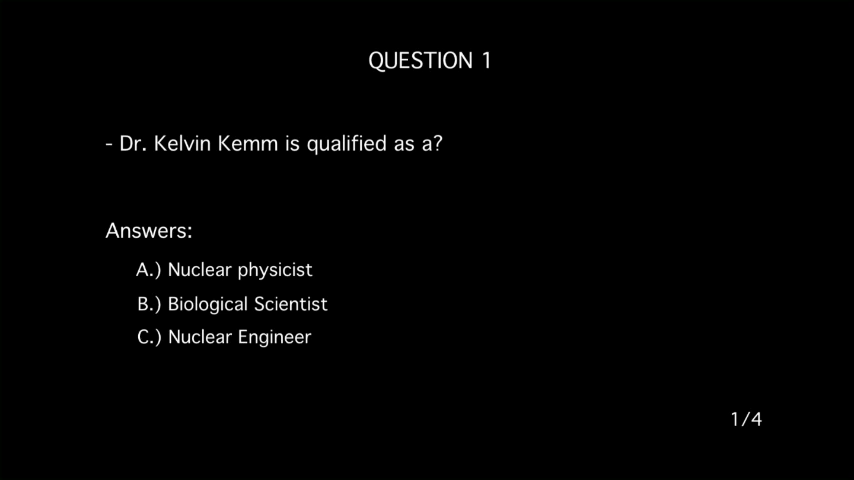 QUESTION 1
- Dr. Kelvin Kemm is qualified as a?
Answers:
A.) Nuclear physicist
B.) Biological Scientist
C.) Nuclear Engineer
1/4